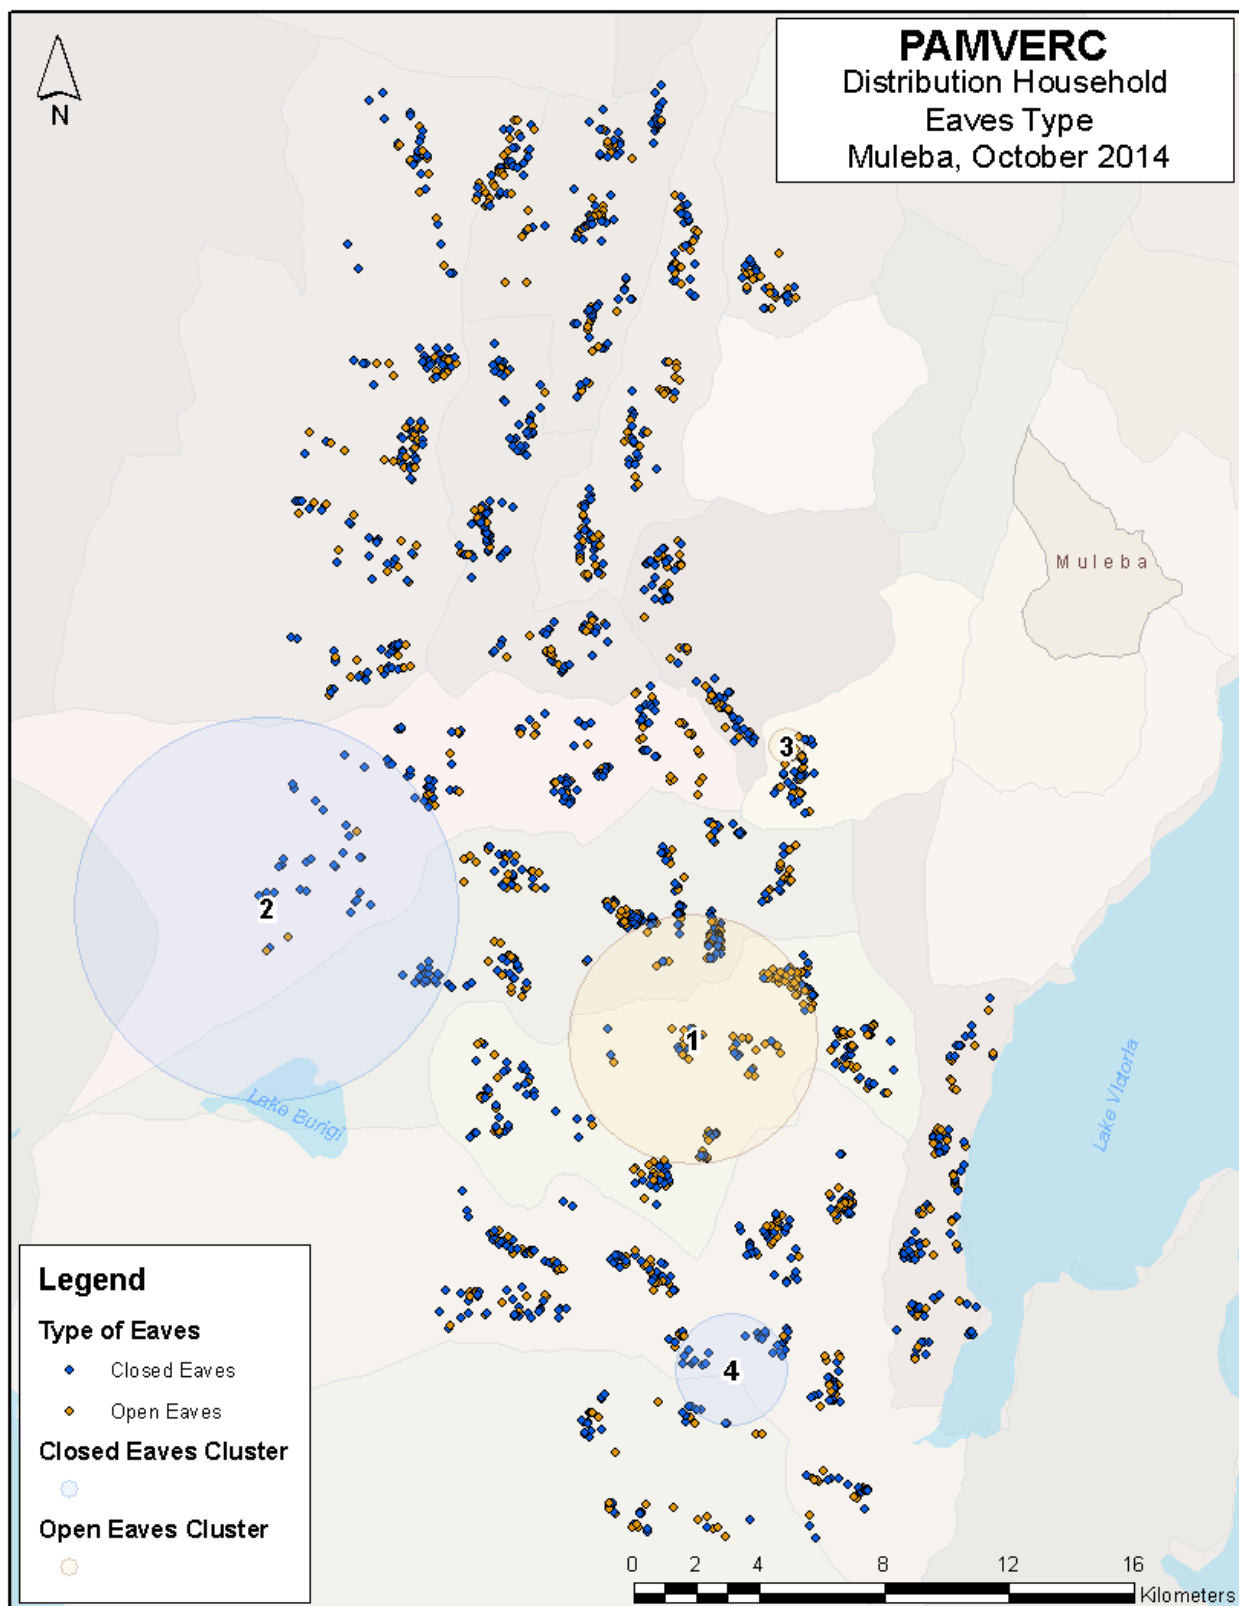 N
PAMVERC
Distribution Household
Eaves Type
Muleba, October 2014
Muleba
3
2
1
Lake Burigi
Lake Victoria
4
Legend
Type of Eaves
Closed Eaves
Open Eaves
Closed Eaves Cluster
Open Eaves Cluster
0 2 4 8 12 16
Kilometers